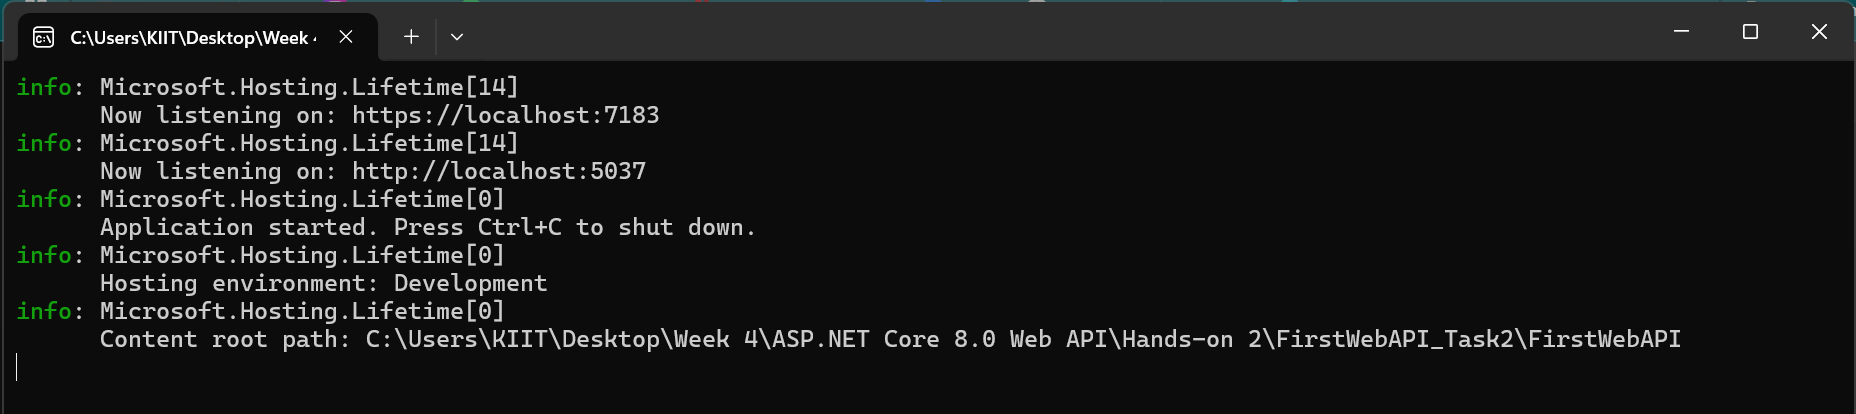 C:\Users\KIIT\Desktop\Week
info: Microsoft.Hosting.Lifetime[14]
Now listening on: https://localhost:7183
info: Microsoft.Hosting.Lifetime[14]
Now listening on: http://localhost:5037
info: Microsoft.Hosting.Lifetime[0]
Application started. Press Ctrl+C to shut down.
info: Microsoft.Hosting.Lifetime[0]
Hosting environment: Development
info: Microsoft.Hosting.Lifetime[0]
Content root path: C:\Users\KIIT\Desktop\Week 4\ASP.NET Core 8.0 Web API\Hands-on 2\FirstWebAPI_Task2\FirstWebAPI